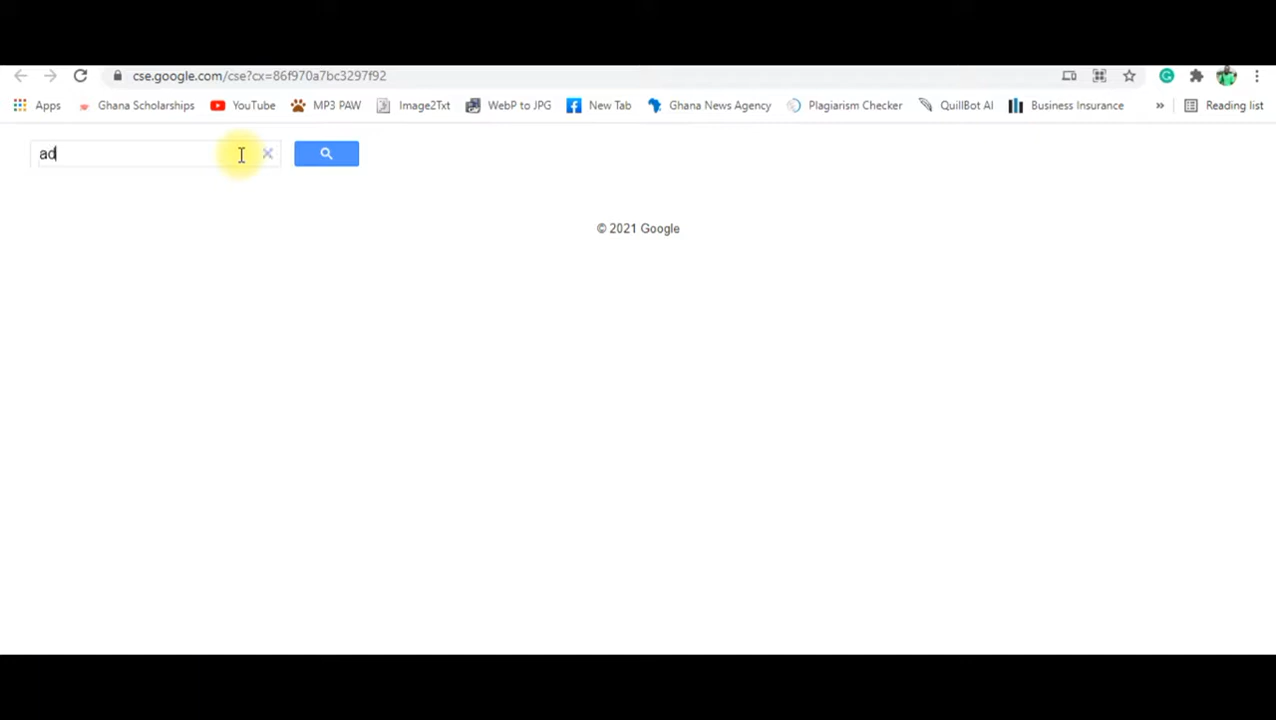 cse.google.com/cse?cx=86f970a7bc3297f92
Apps Ghana Scholarships YouTube MP3 PAW Image2Txt WebP to JPG New Tab Ghana News Agency Plagiarism Checker QuillBot AI Business Insurance » Reading list
ad
© 2021 Google